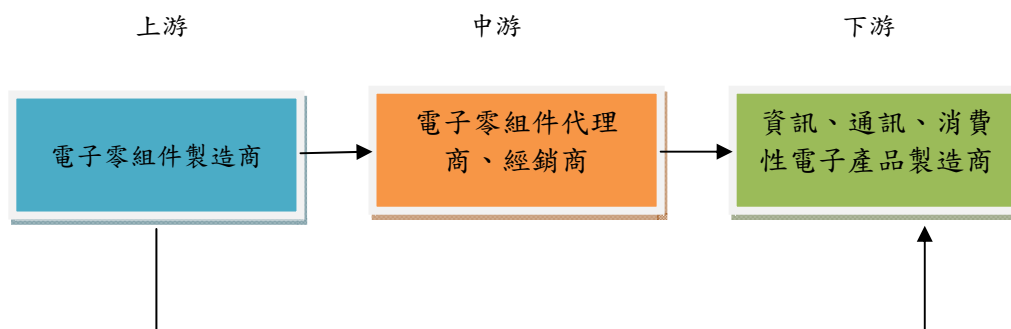 上游
中游
下游
電子零組件製造商
電子零組件代理
商、經銷商
資訊、通訊、消費
性電子產品製造商